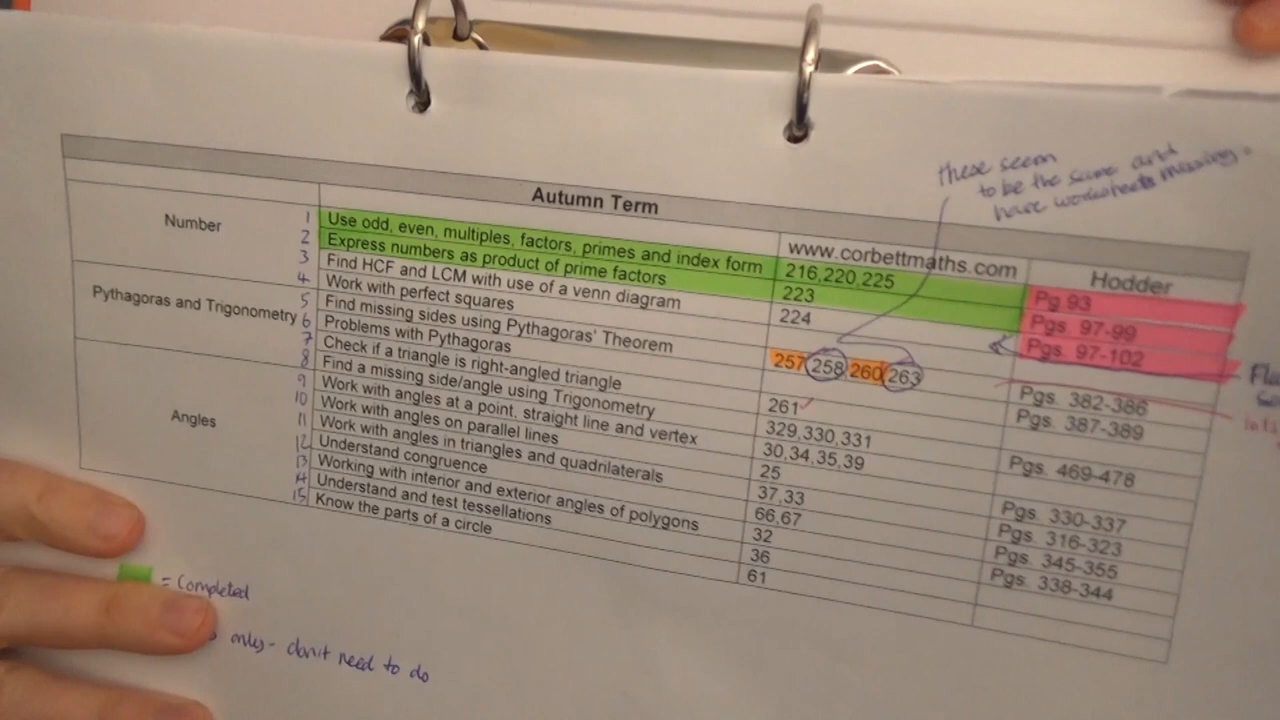 these seem
to be the same and
have worksheets missing.
Autumn Term
www.corbettmaths.com Hodder
Number
1 Use odd, even, multiples, factors, primes and index form 216,220,225 Pg 93
2 Express numbers as product of prime factors 223 Pgs. 97-99
3 Find HCF and LCM with use of a venn diagram 224 Pgs. 97-102
4 Work with perfect squares
Pythagoras and Trigonometry
5 Find missing sides using Pythagoras' Theorem 257 258 260 263 Pgs. 382-386
6 Problems with Pythagoras Pgs. 387-389
7 Check if a triangle is right-angled triangle 261
8 Find a missing side/angle using Trigonometry 329,330,331 Pgs. 469-478
Angles
9 Work with angles at a point, straight line and vertex 30,34,35,39
10 Work with angles on parallel lines 25 Pgs. 330-337
11 Work with angles in triangles and quadrilaterals 37,33 Pgs. 316-323
12 Understand congruence 66,67 Pgs. 345-355
13 Working with interior and exterior angles of polygons 32 Pgs. 338-344
14 Understand and test tessellations 36
15 Know the parts of a circle 61
= Completed
only - don't need to do